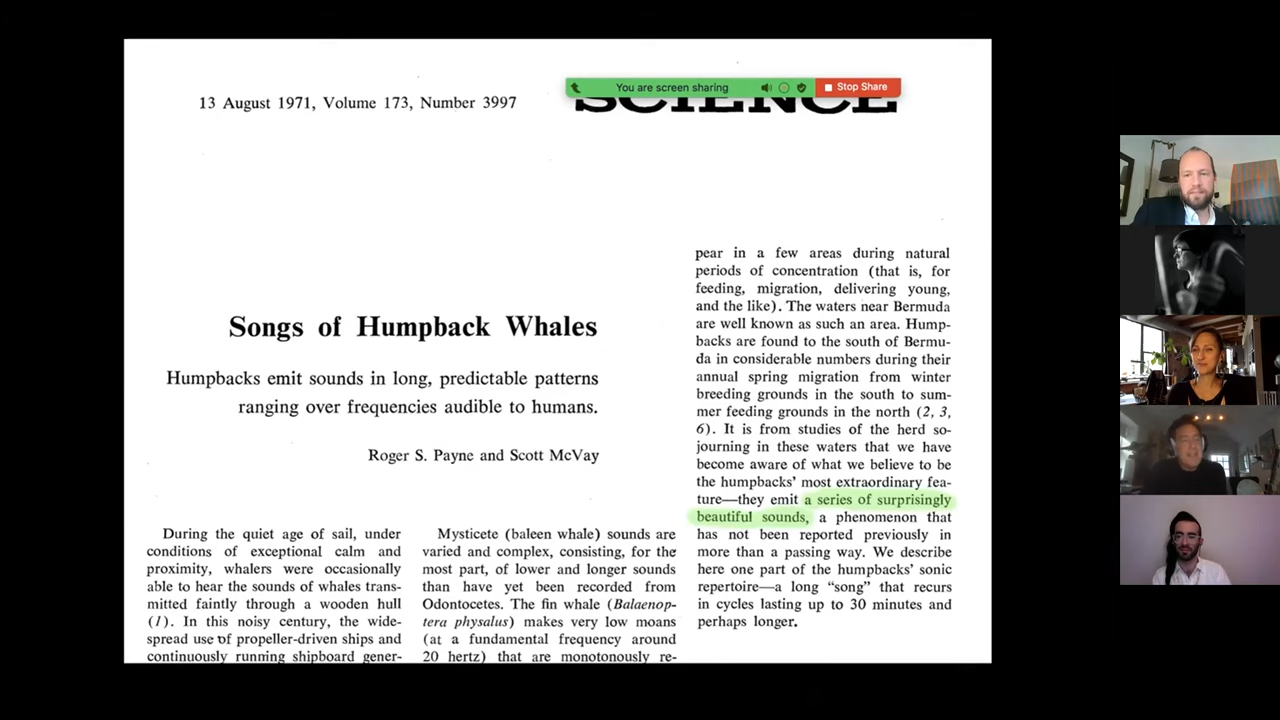 You are screen sharing
Stop Share
13 August 1971, Volume 173, Number 3997
SCIENCE
Songs of Humpback Whales
Humpbacks emit sounds in long, predictable patterns
ranging over frequencies audible to humans.
Roger S. Payne and Scott McVay
During the quiet age of sail, under
conditions of exceptional calm and
proximity, whalers were occasionally
able to hear the sounds of whales trans-
mitted faintly through a wooden hull
(1). In this noisy century, the wide-
spread use of propeller-driven ships and
continuously running shipboard gener-
Mysticete (baleen whale) sounds are
varied and complex, consisting, for the
most part, of lower and longer sounds
than have yet been recorded from
Odontocetes. The fin whale (Balaenop-
tera physalus) makes very low moans
(at a fundamental frequency around
20 hertz) that are monotonously re-
pear in a few areas during natural
periods of concentration (that is, for
feeding, migration, delivering young,
and the like). The waters near Bermuda
are well known as such an area. Hump-
backs are found to the south of Bermu-
da in considerable numbers during their
annual spring migration from winter
breeding grounds in the south to sum-
mer feeding grounds in the north (2, 3,
6). It is from studies of the herd so-
journing in these waters that we have
become aware of what we believe to be
the humpbacks' most extraordinary fea-
ture—they emit a series of surprisingly
beautiful sounds, a phenomenon that
has not been reported previously in
more than a passing way. We describe
here one part of the humpbacks' sonic
repertoire—a long “song” that recurs
in cycles lasting up to 30 minutes and
perhaps longer.